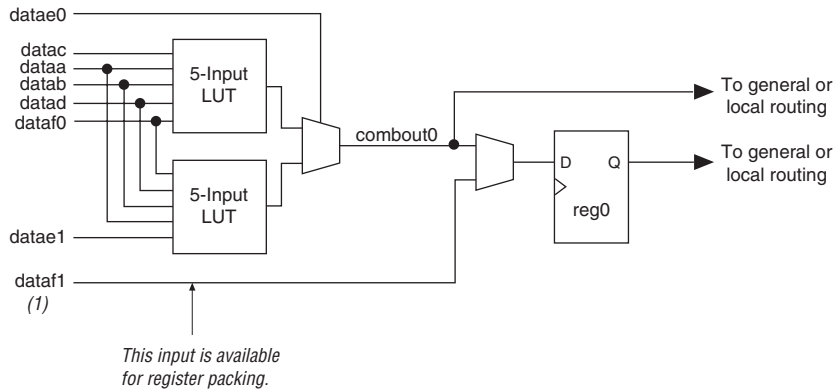 datae0
datac
dataa
datab
datad
dataf0
5-Input
LUT
combout0
To general or
local routing
D Q
reg0
To general or
local routing
5-Input
LUT
datae1
dataf1
(1)
This input is available
for register packing.